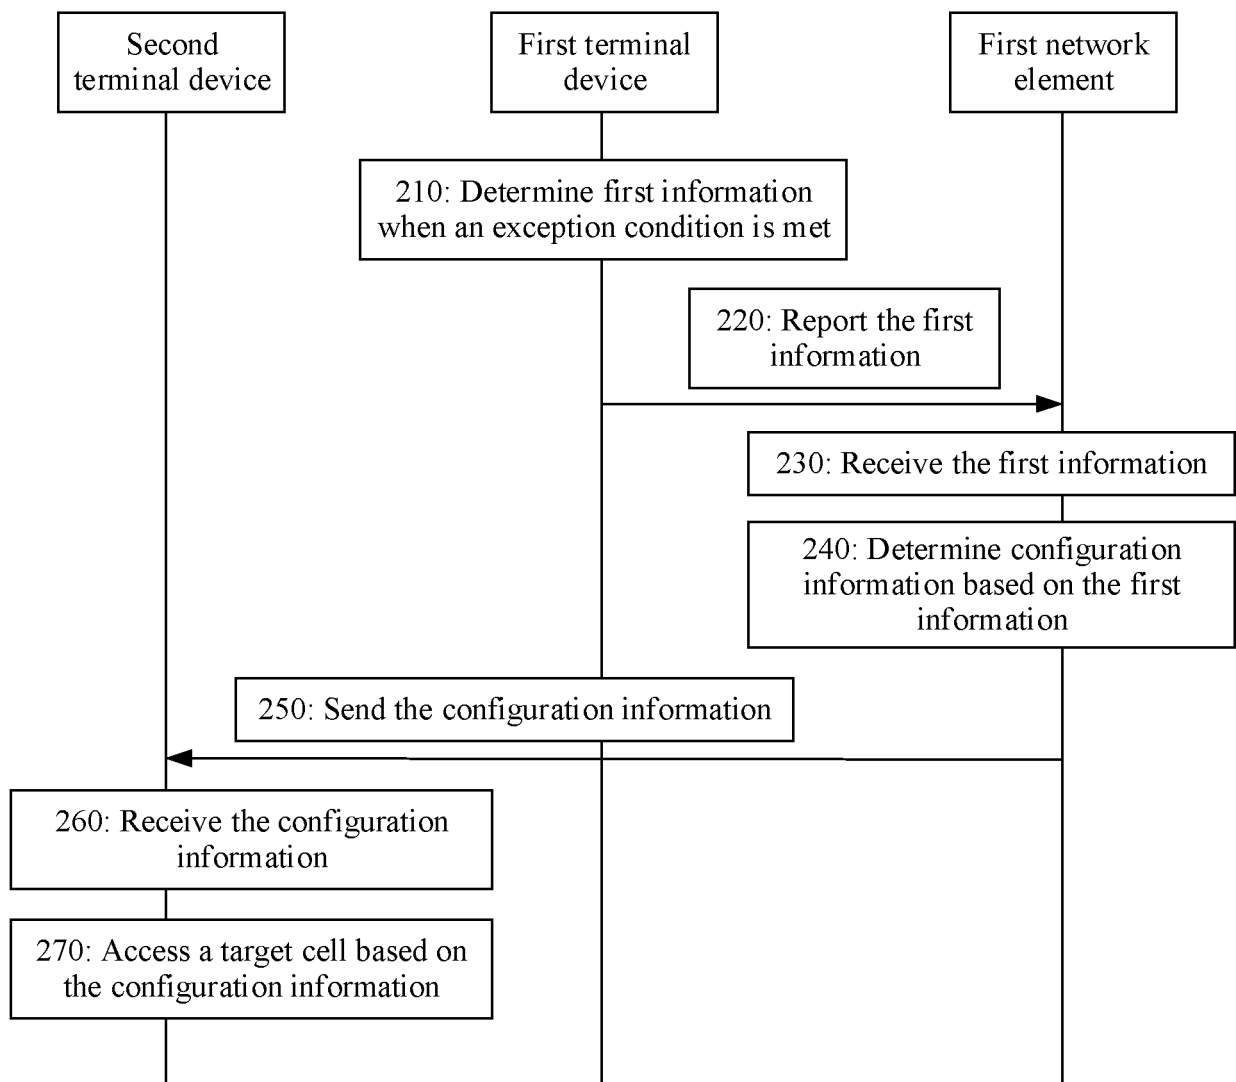 Second
terminal device
First terminal
device
First network
element
210: Determine first information
when an exception condition is met
220: Report the first
information
230: Receive the first information
240: Determine configuration
information based on the first
information
250: Send the configuration information
260: Receive the configuration
information
270: Access a target cell based on
the configuration information